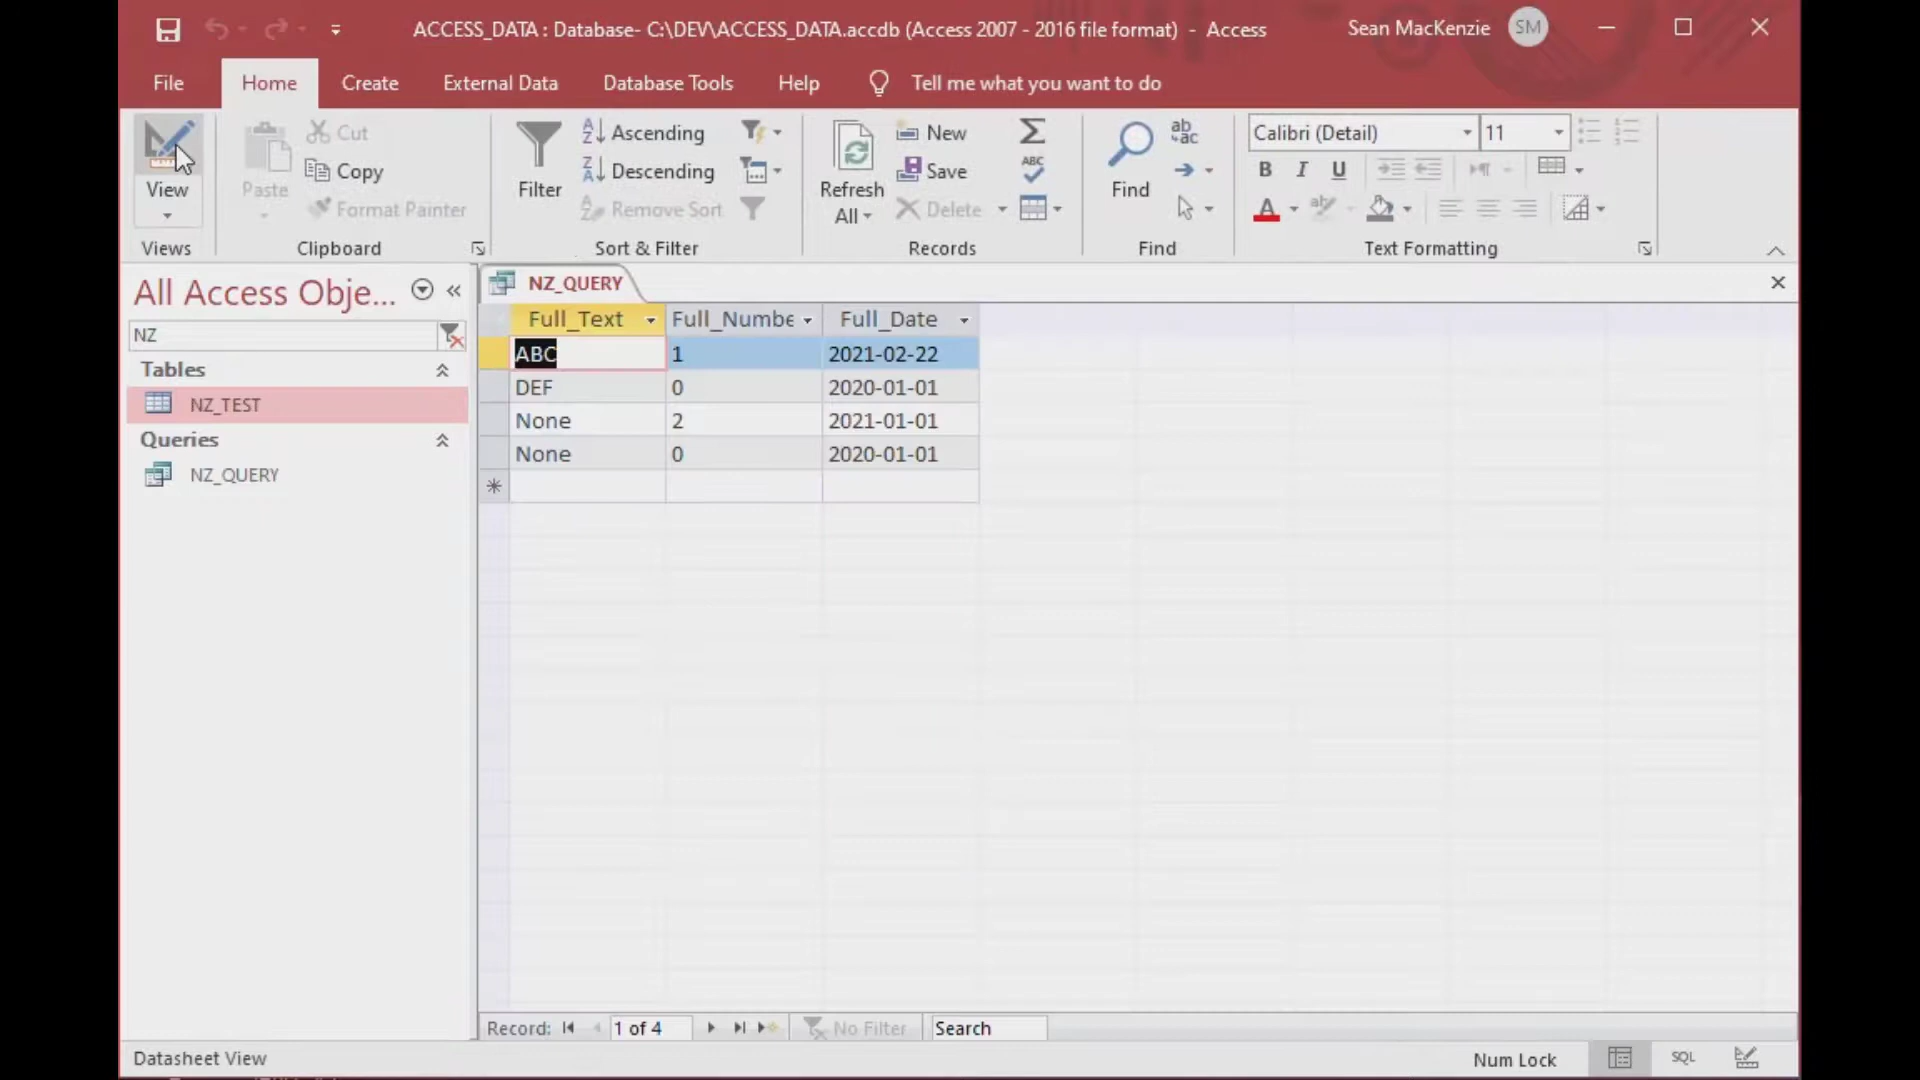 ACCESS_DATA : Database- C:\DEV\ACCESS_DATA.accdb (Access 2007 - 2016 file format) - Access
Sean MacKenzie SM
File Home Create External Data Database Tools Help Tell me what you want to do
View
Views
Paste
Cut
Copy
Format Painter
Clipboard
Filter
Ascending
Descending
Remove Sort
Sort & Filter
Refresh
All
New
Save
Delete
Records
Find
Find
Calibri (Detail) 11
B I U
Text Formatting
All Access Obje...
NZ
Tables
NZ_TEST
Queries
NZ_QUERY
NZ_QUERY
Full_Text Full_Numbe Full_Date
ABC 1 2021-02-22
DEF 0 2020-01-01
None 2 2021-01-01
None 0 2020-01-01
Record: 1 of 4 No Filter Search
Datasheet View Num Lock SQL